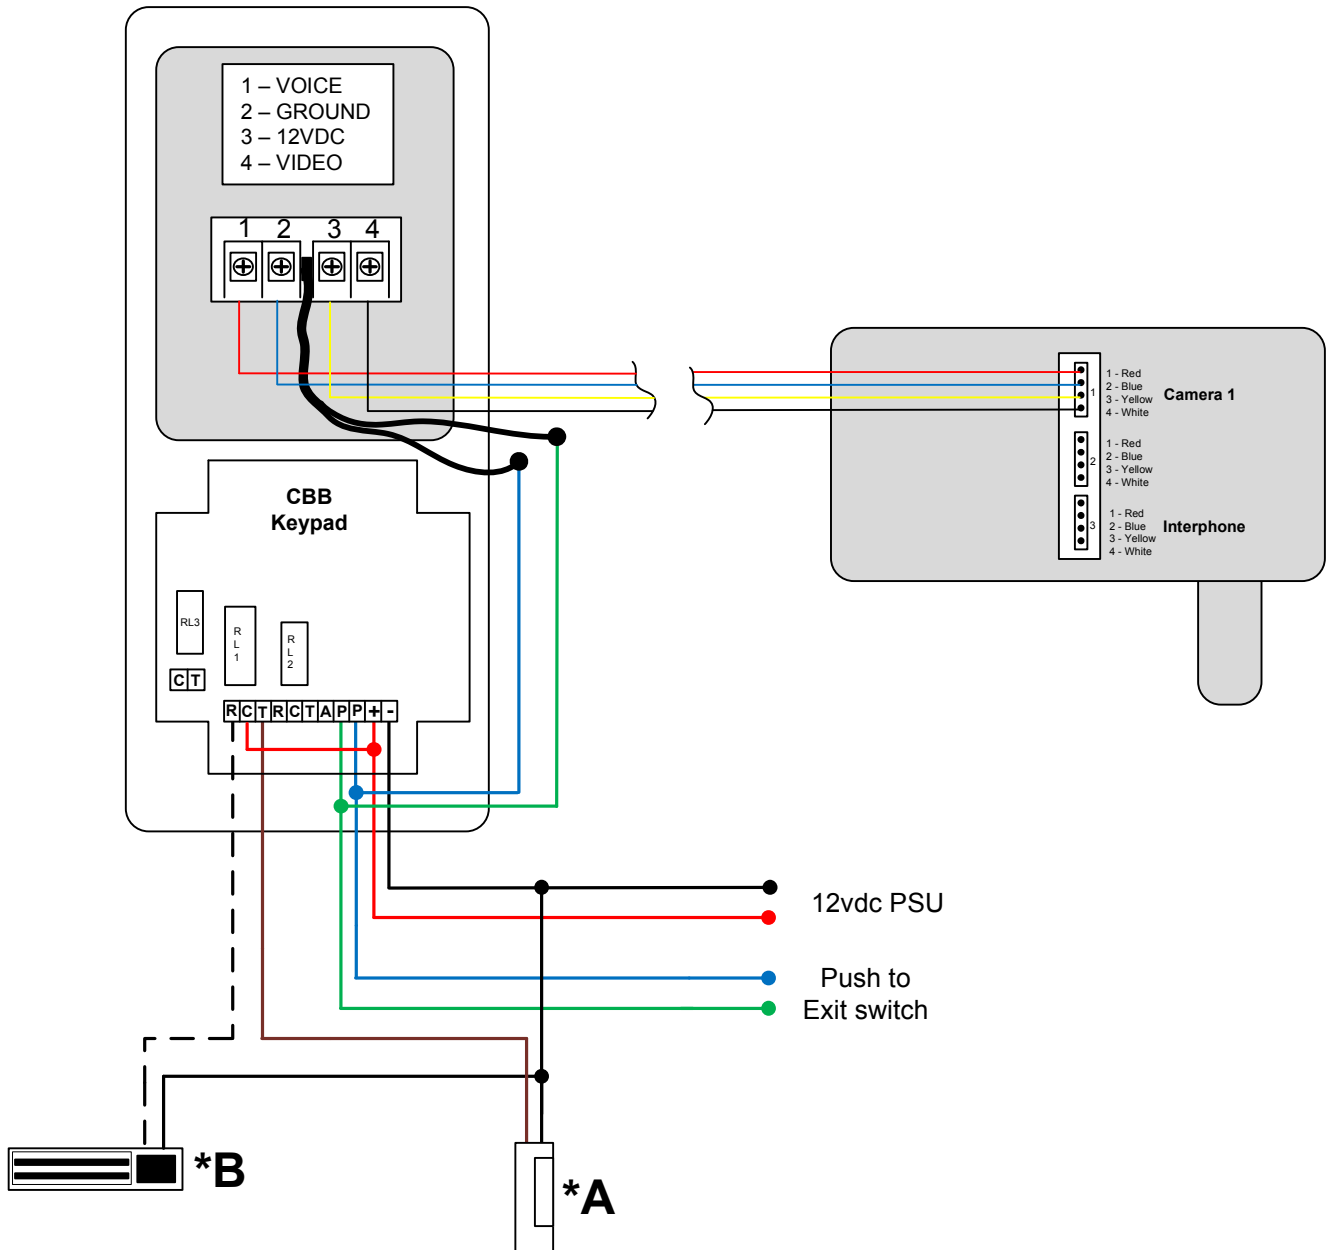 1 – VOICE
2 – GROUND
3 – 12VDC
4 – VIDEO
1 2 3 4
1 - Red
2 - Blue
3 - Yellow
4 - White
1
Camera 1
1 - Red
2 - Blue
3 - Yellow
4 - White
2
1 - Red
2 - Blue
3 - Yellow
4 - White
3
Interphone
CBB
Keypad
RL3
R
L
1
R
L
2
C T
R C T R C T A P P + -
12vdc PSU
Push to
Exit switch
*B
*A